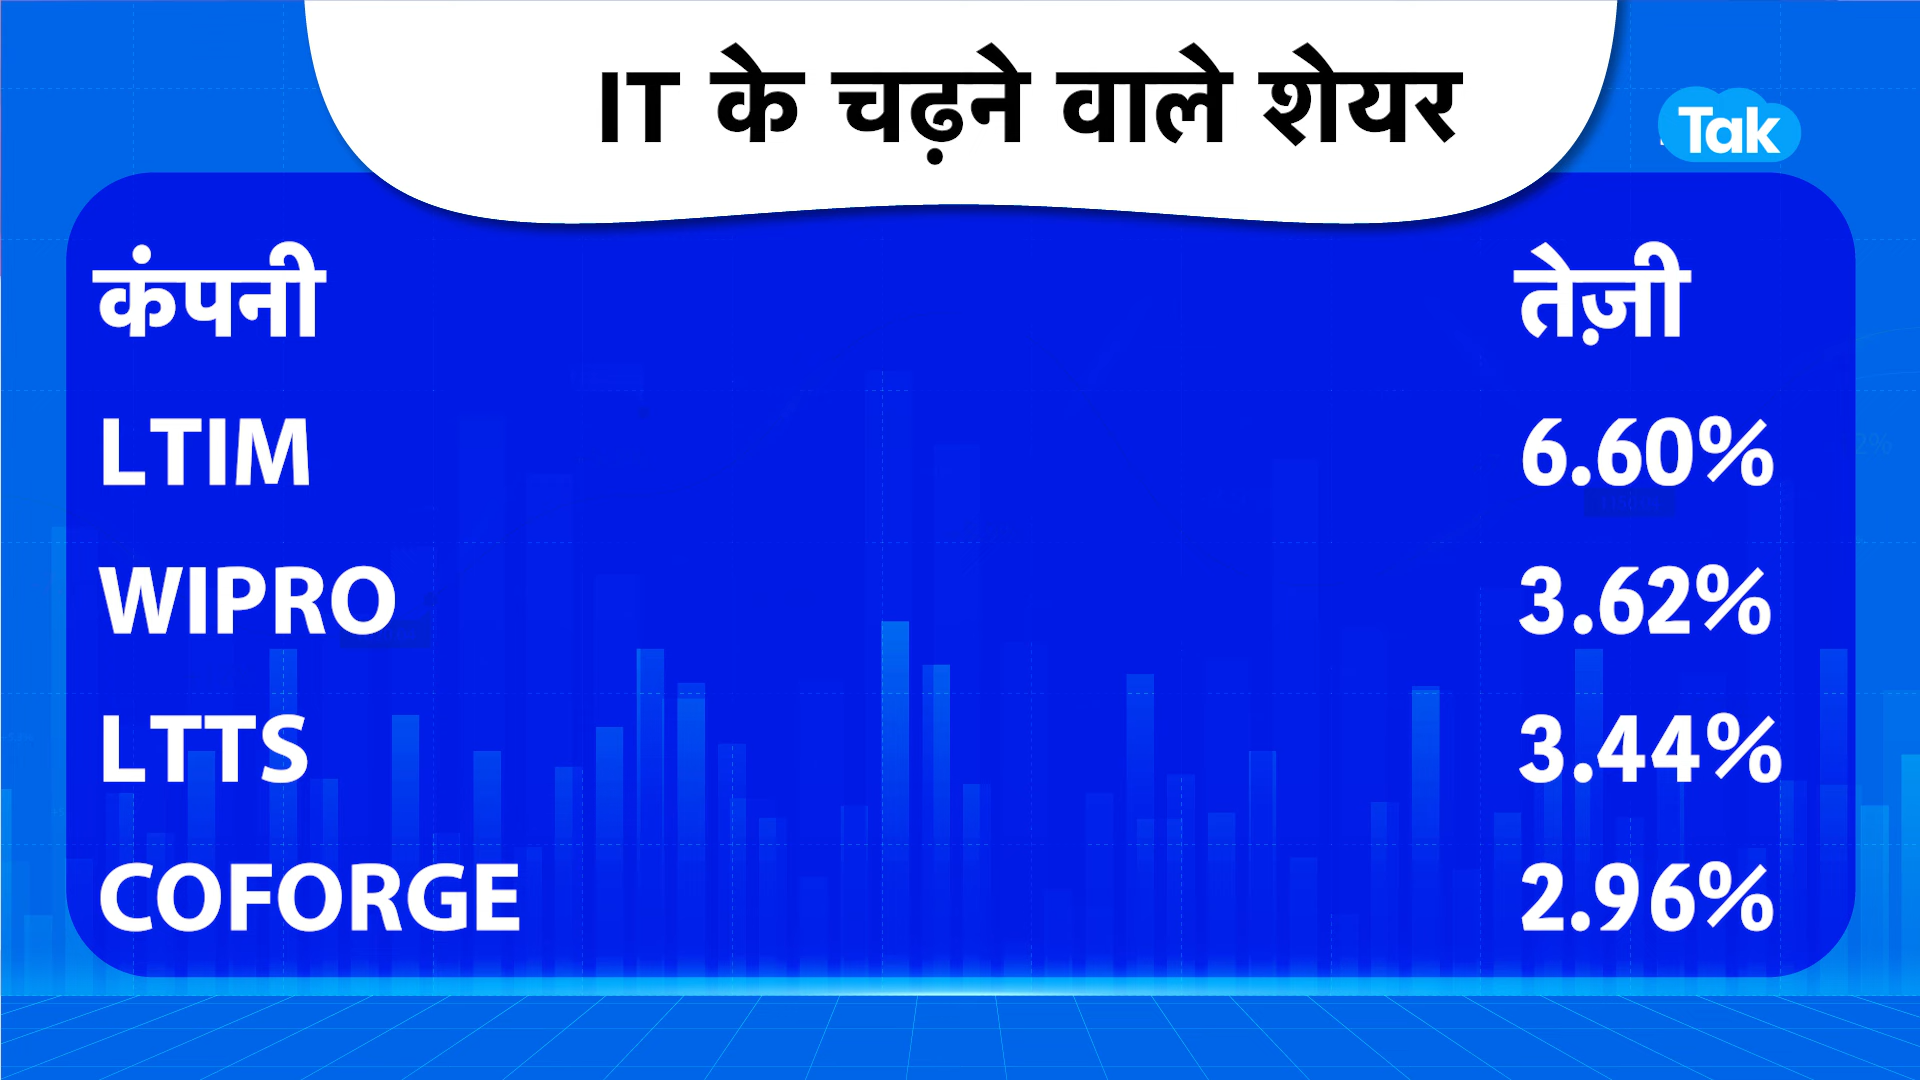 IT के चढ़ने वाले शेयर
Tak
कंपनी तेज़ी
LTIM 6.60%
WIPRO 3.62%
LTTS 3.44%
COFORGE 2.96%